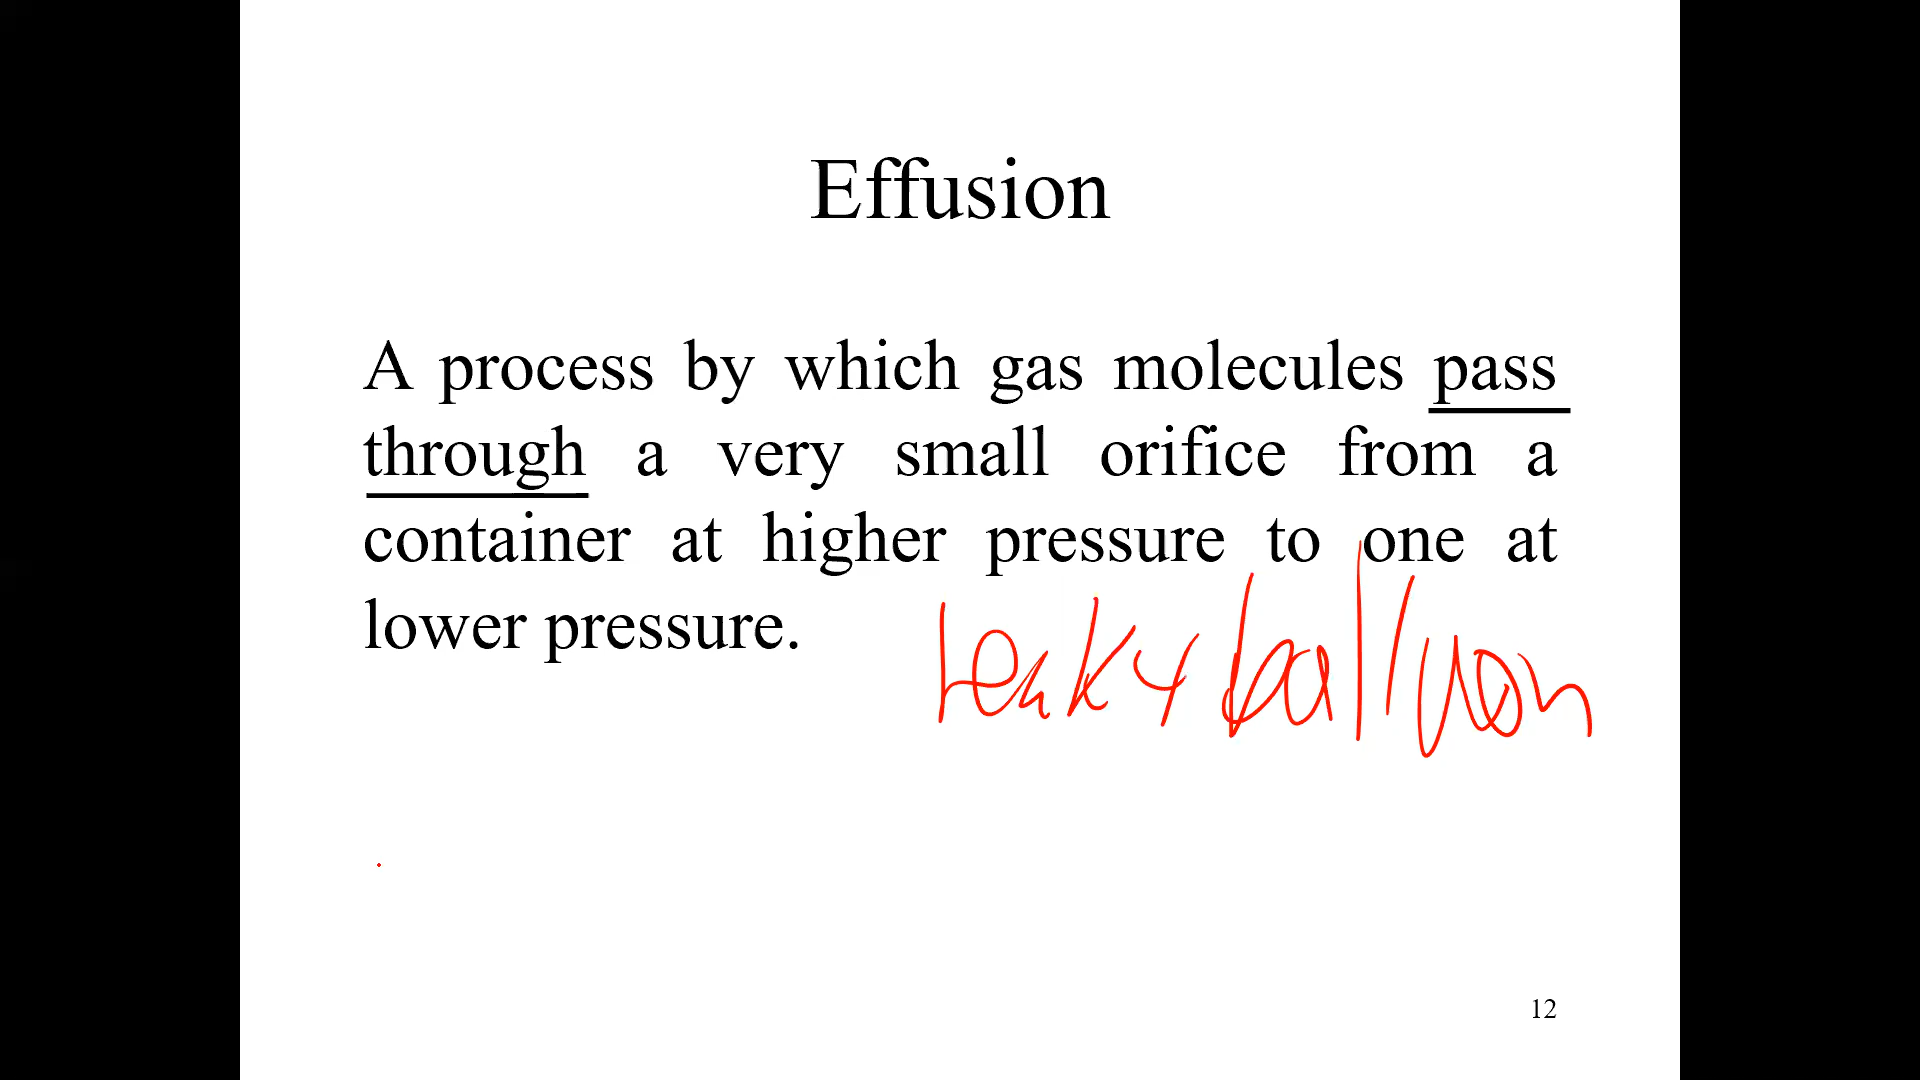 Effusion
A process by which gas molecules pass
through a very small orifice from a
container at higher pressure to one at
lower pressure.
Leaky balloon
12